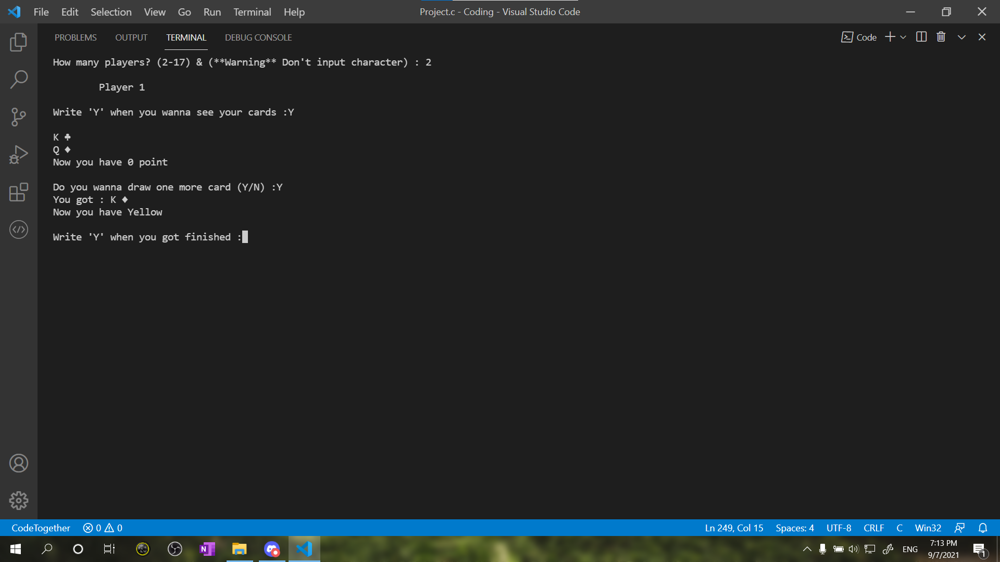 File Edit Selection View Go Run Terminal Help Project.c - Coding - Visual Studio Code
PROBLEMS OUTPUT TERMINAL DEBUG CONSOLE Code
How many players? (2-17) & (**Warning** Don't input character) : 2
Player 1
Write 'Y' when you wanna see your cards :Y
K ♣
Q ♦
Now you have 0 point
Do you wanna draw one more card (Y/N) :Y
You got : K ♦
Now you have Yellow
Write 'Y' when you got finished :
CodeTogether 0 0 Ln 249, Col 15 Spaces: 4 UTF-8 CRLF C Win32
N ENG 7:13 PM 1
9/7/2021